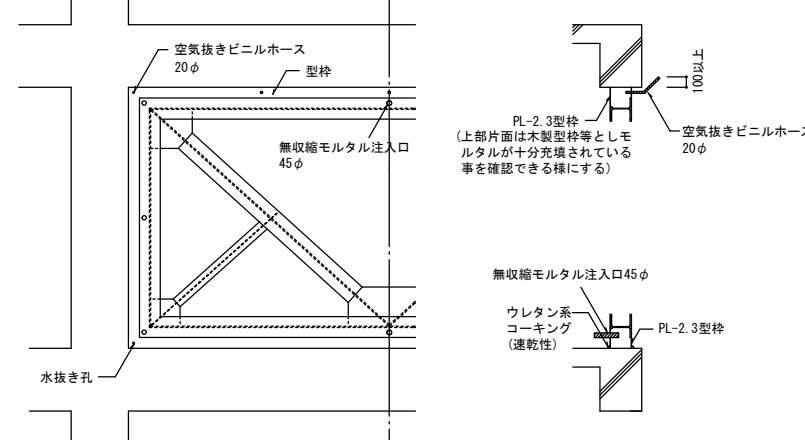 空気抜きビニルホース
20φ
型枠
無収縮モルタル注入口
45φ
水抜き孔
100以上
PL-2.3型枠
(上部片面は木製型枠等としモ
ルタルが十分充填されている
事を確認できる様にする)
空気抜きビニルホース
20φ
無収縮モルタル注入口45φ
ウレタン系
コーキング
(速乾性)
PL-2.3型枠